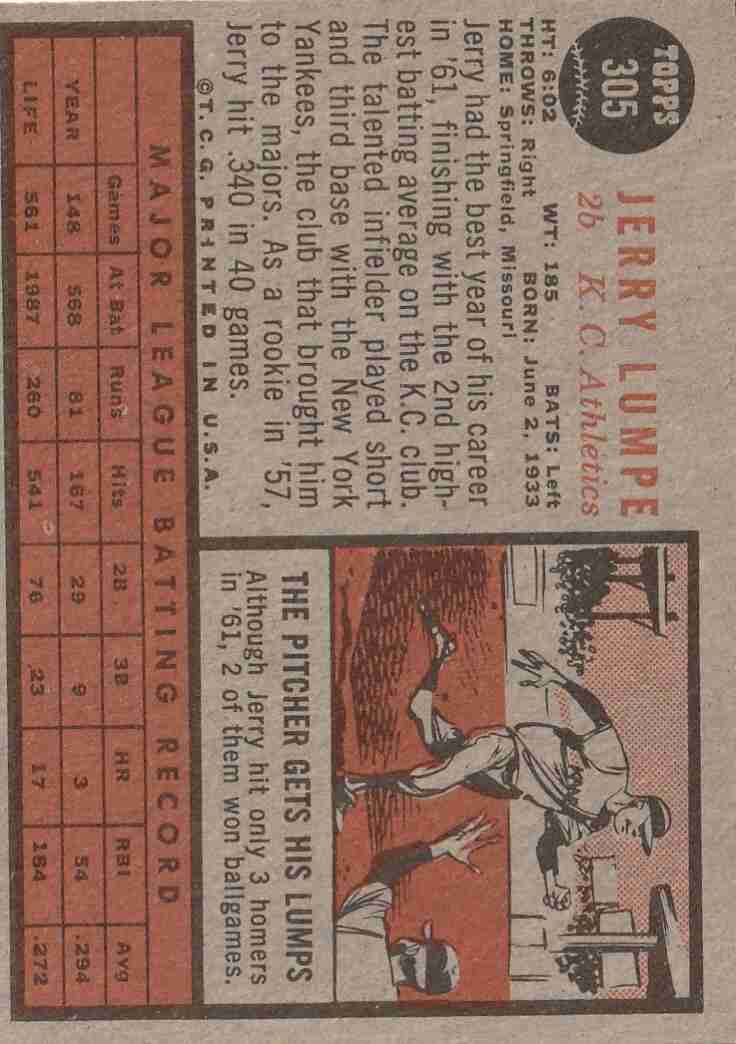 TOPPS
305
JERRY LUMPE
2b K. C. Athletics
HT: 6:02 WT: 185 BATS: Left
THROWS: Right BORN: June 2, 1933
HOME: Springfield, Missouri
Jerry had the best year of his career
in '61, finishing with the 2nd high-
est batting average on the K.C. club.
The talented infielder played short
and third base with the New York
Yankees, the club that brought him
to the majors. As a rookie in '57,
Jerry hit .340 in 40 games.
©T. C. G. PRINTED IN U.S.A.
THE PITCHER GETS HIS LUMPS
Although Jerry hit only 3 homers
in '61, 2 of them won ballgames.
MAJOR LEAGUE BATTING RECORD
Games At Bat Runs Hits 2B 3B HR RBI Avg
YEAR 148 568 81 167 29 9 3 54 .294
LIFE 561 1987 260 541 76 23 17 184 .272